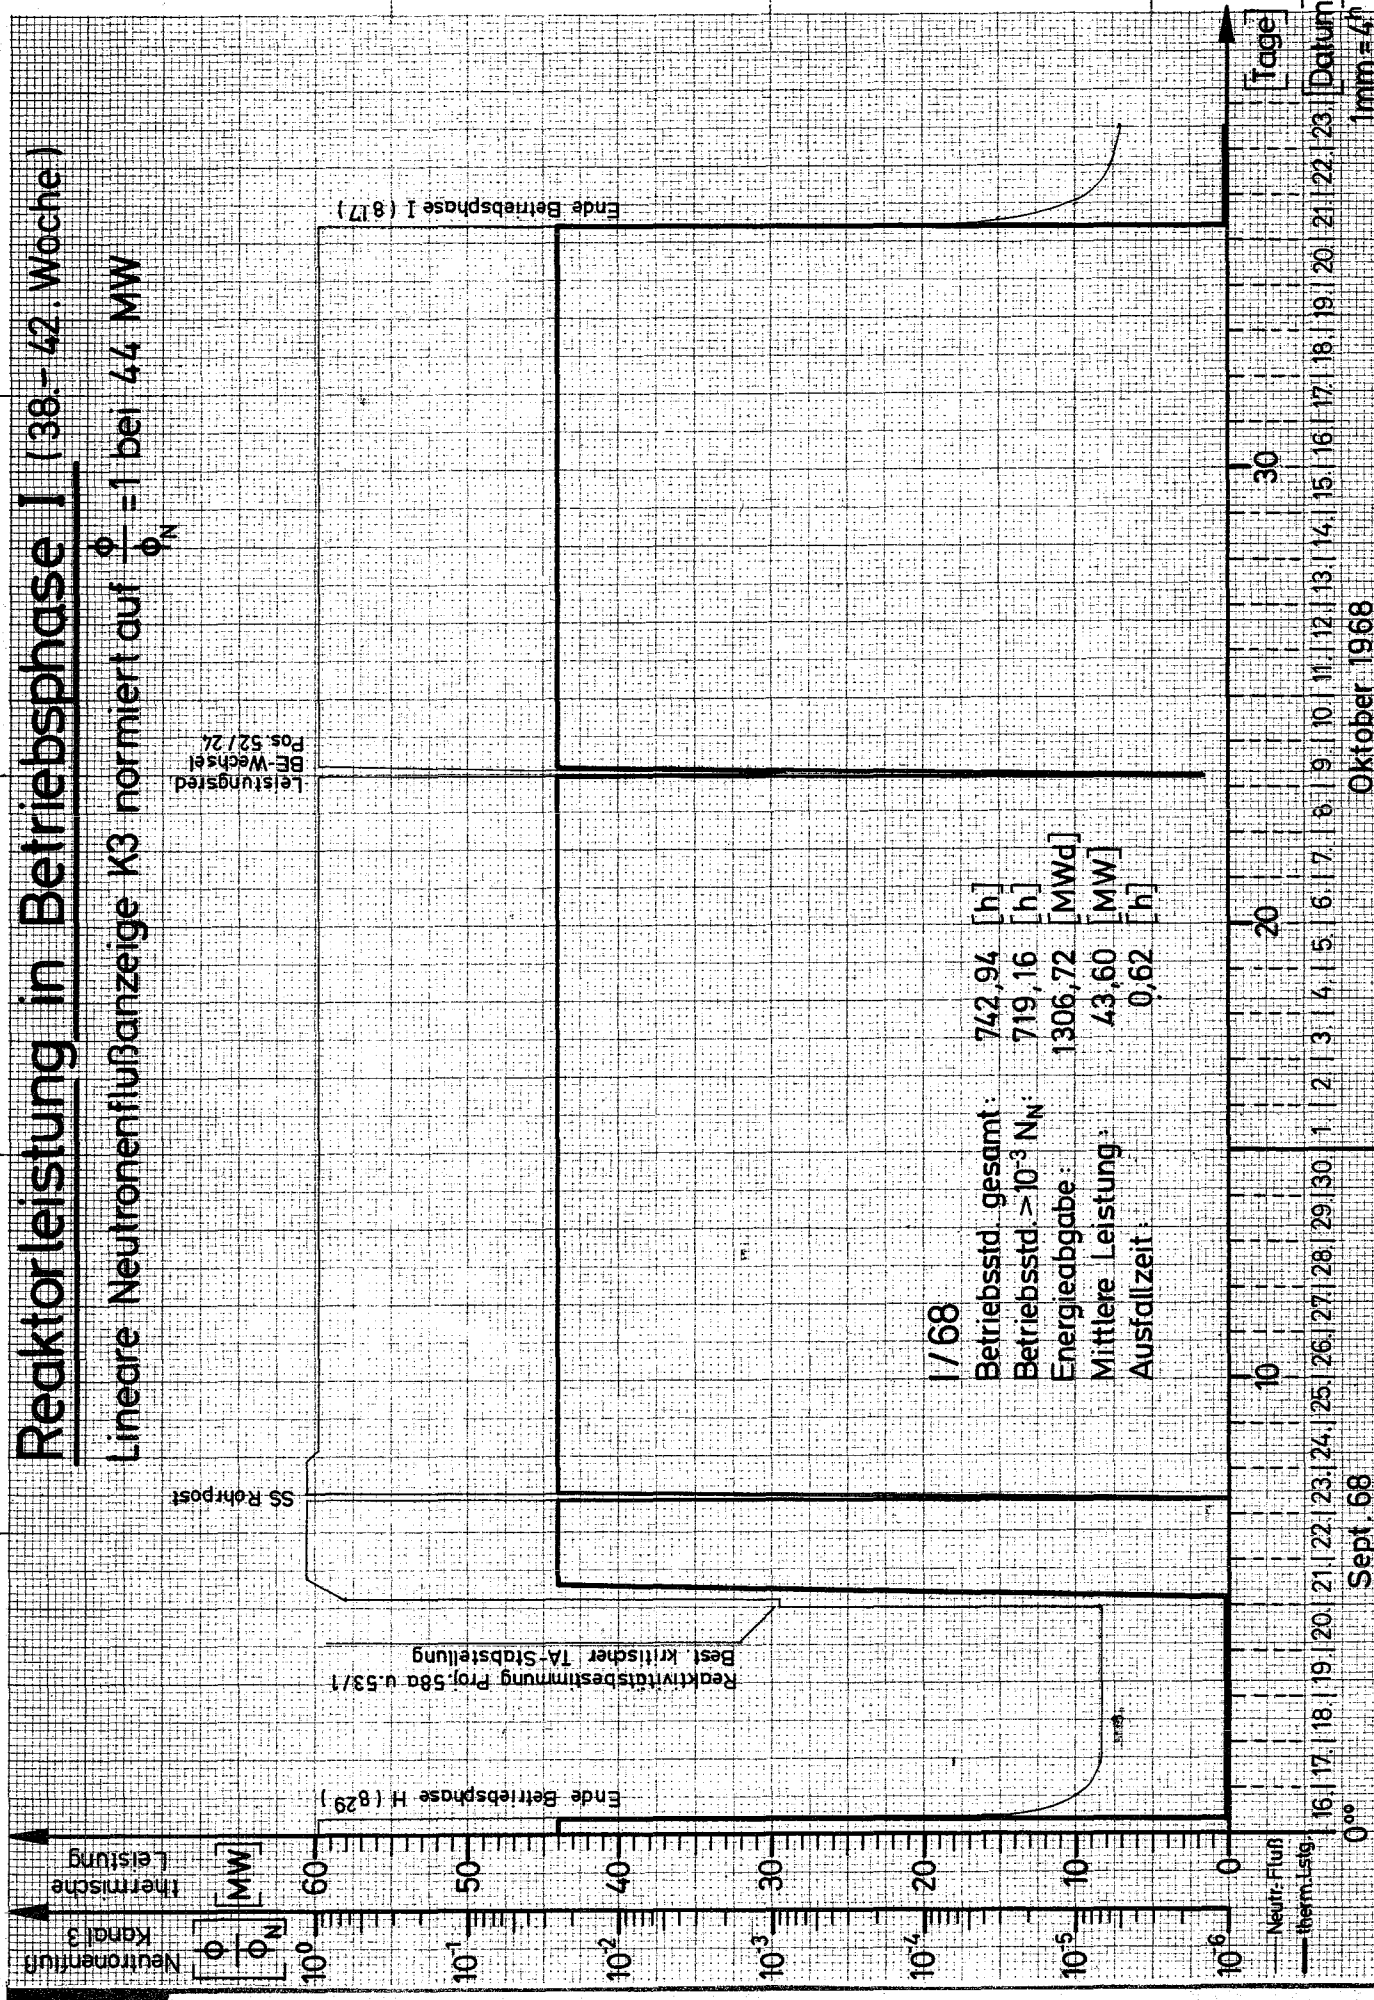 Reaktorleistung in Betriebsphase I (38.- 42. Woche)
Lineare Neutronenflußanzeige K3 normiert auf ϕ/ϕN =1 bei 44 MW
Neutronenfluß
Kanal 3
[ϕ/ϕN]
thermische
Leistung
[MW]
10⁰ 60
10⁻¹ 50
10⁻² 40
10⁻³ 30
10⁻⁴ 20
10⁻⁵ 10
10⁻⁶ 0
Ende Betriebsphase H (829)
Reaktivitätsbestimmung Proj. 58a u. 53/1
Best kritischer TA-Stabstellung
SS Rohrpost
Leistungsred
BE-Wechsel
Pos. 52 / 24
Ende Betriebsphase I (817)
I/68
Betriebsstd. gesamt: 742,94 [h]
Betriebsstd. >10⁻³ NN: 719,16 [h]
Energieabgabe: 1306,72 [MWd]
Mittlere Leistung: 43,60 [MW]
Ausfallzeit: 0,62 [h]
10 20 30 [Tage]
16. 17. 18. 19. 20. 21. 22. 23. 24. 25. 26. 27. 28. 29. 30. 1. 2. 3. 4. 5. 6. 7. 8. 9. 10. 11. 12. 13. 14. 15. 16. 17. 18. 19. 20. 21. 22. 23. [Datum]
0⁰⁰ Sept. 68 Oktober 1968 1mm = 4h
Neutr.-Fluß
therm. Lstg.